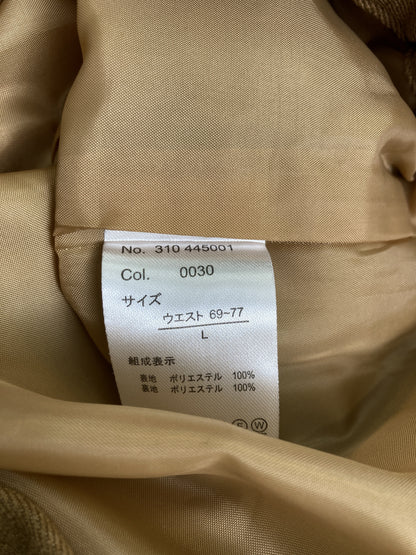 No. 310 445001
Col. 0030
サイズ
ウエスト 69~77
L
組成表示
表地 ポリエステル 100%
裏地 ポリエステル 100%
F W